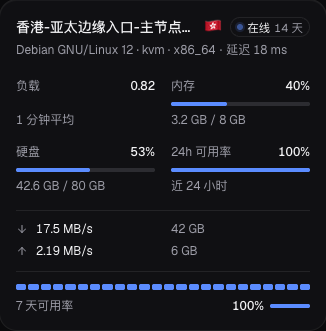 香港-亚太边缘入口-主节点... 在线 14 天
Debian GNU/Linux 12 · kvm · x86_64 · 延迟 18 ms
负载 0.82 内存 40%
1 分钟平均 3.2 GB / 8 GB
硬盘 53% 24h 可用率 100%
42.6 GB / 80 GB 近 24 小时
↓ 17.5 MB/s 42 GB
↑ 2.19 MB/s 6 GB
7 天可用率 100%